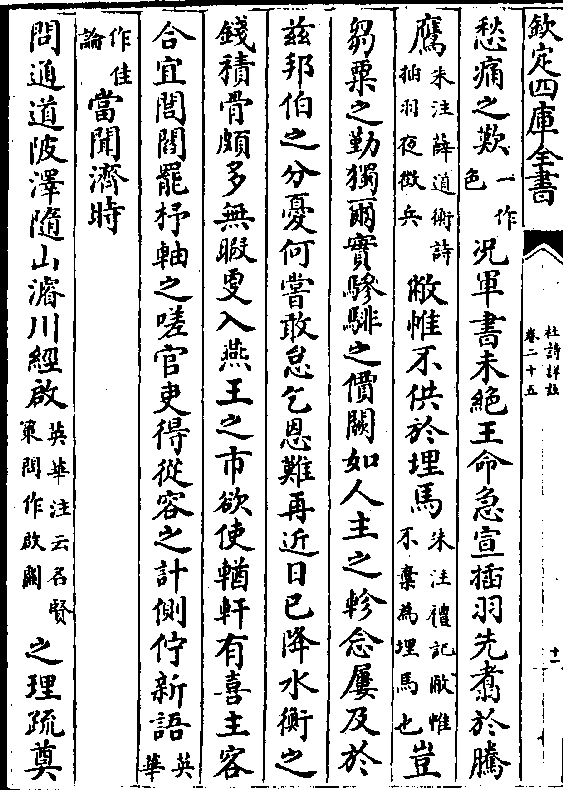 欽定四庫全書
杜詩詳註
卷二十五
十一
愁痛之歎一作色況軍書未絕王命急宣插羽先翥於騰
鷹朱注薛道衡詩插羽夜徵兵敝帷不供於埋馬朱注禮記敝帷不棄為埋馬也豈
芻粟之勤獨爾實驂騑之價闕如人主之軫念屢及於
茲邦伯之分憂何嘗敢怠乞恩難再近日已降水衡之
錢積骨頗多無暇更入燕王之市欲使輶軒有喜主客
合宜閭閻罷杼軸之嗟官吏得從容之計側佇新語英華
作佳論當聞濟時
問通道陂澤隨山濬川經啟英華注云名賢策問作啟闢之理疏奠